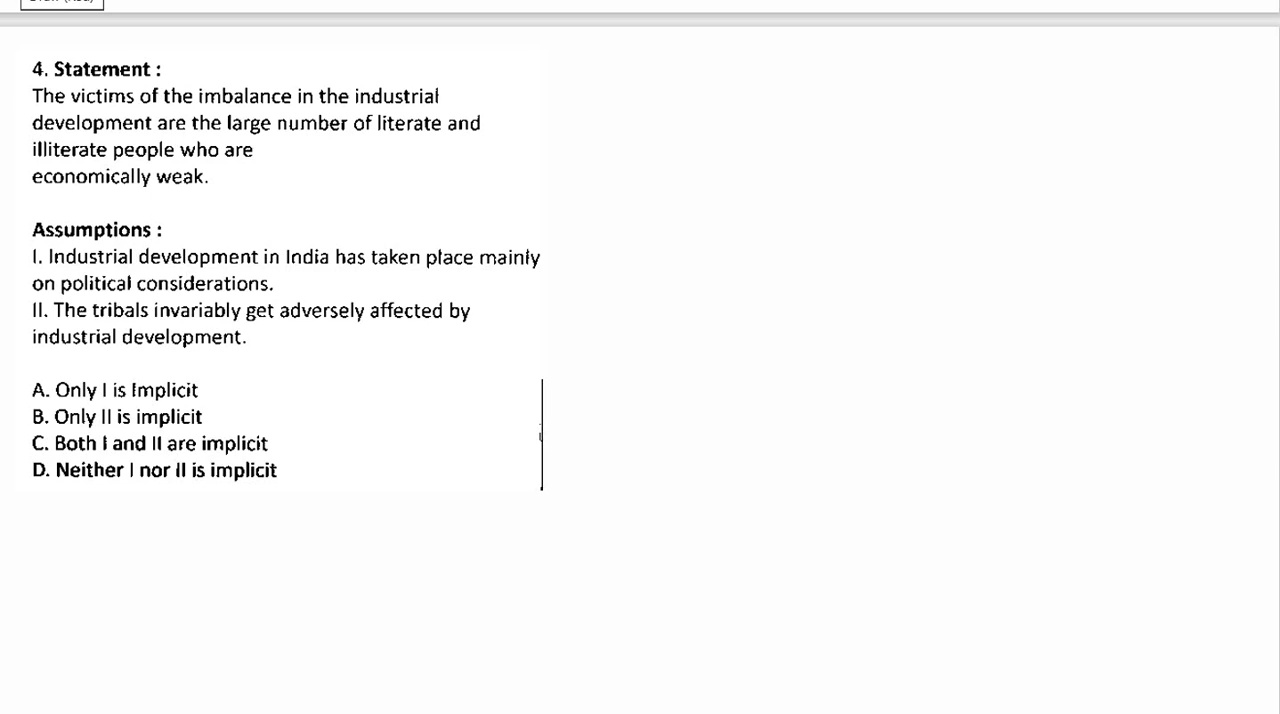 4. Statement :
The victims of the imbalance in the industrial
development are the large number of literate and
illiterate people who are
economically weak.
Assumptions :
I. Industrial development in India has taken place mainly
on political considerations.
II. The tribals invariably get adversely affected by
industrial development.
A. Only I is Implicit
B. Only II is implicit
C. Both I and II are implicit
D. Neither I nor II is implicit